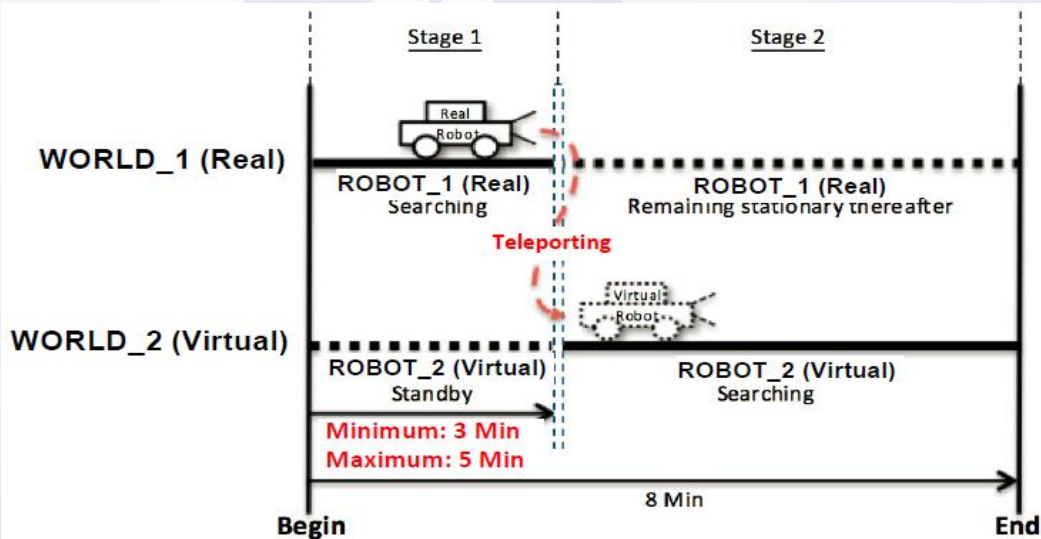 Stage 1
Stage 2
Real
Robot
WORLD_1 (Real)
ROBOT_1 (Real)
Searching
ROBOT_1 (Real)
Remaining stationary thereafter
Teleporting
Virtual
Robot
WORLD_2 (Virtual)
ROBOT_2 (Virtual)
Standby
ROBOT_2 (Virtual)
Searching
Minimum: 3 Min
Maximum: 5 Min
8 Min
Begin
End